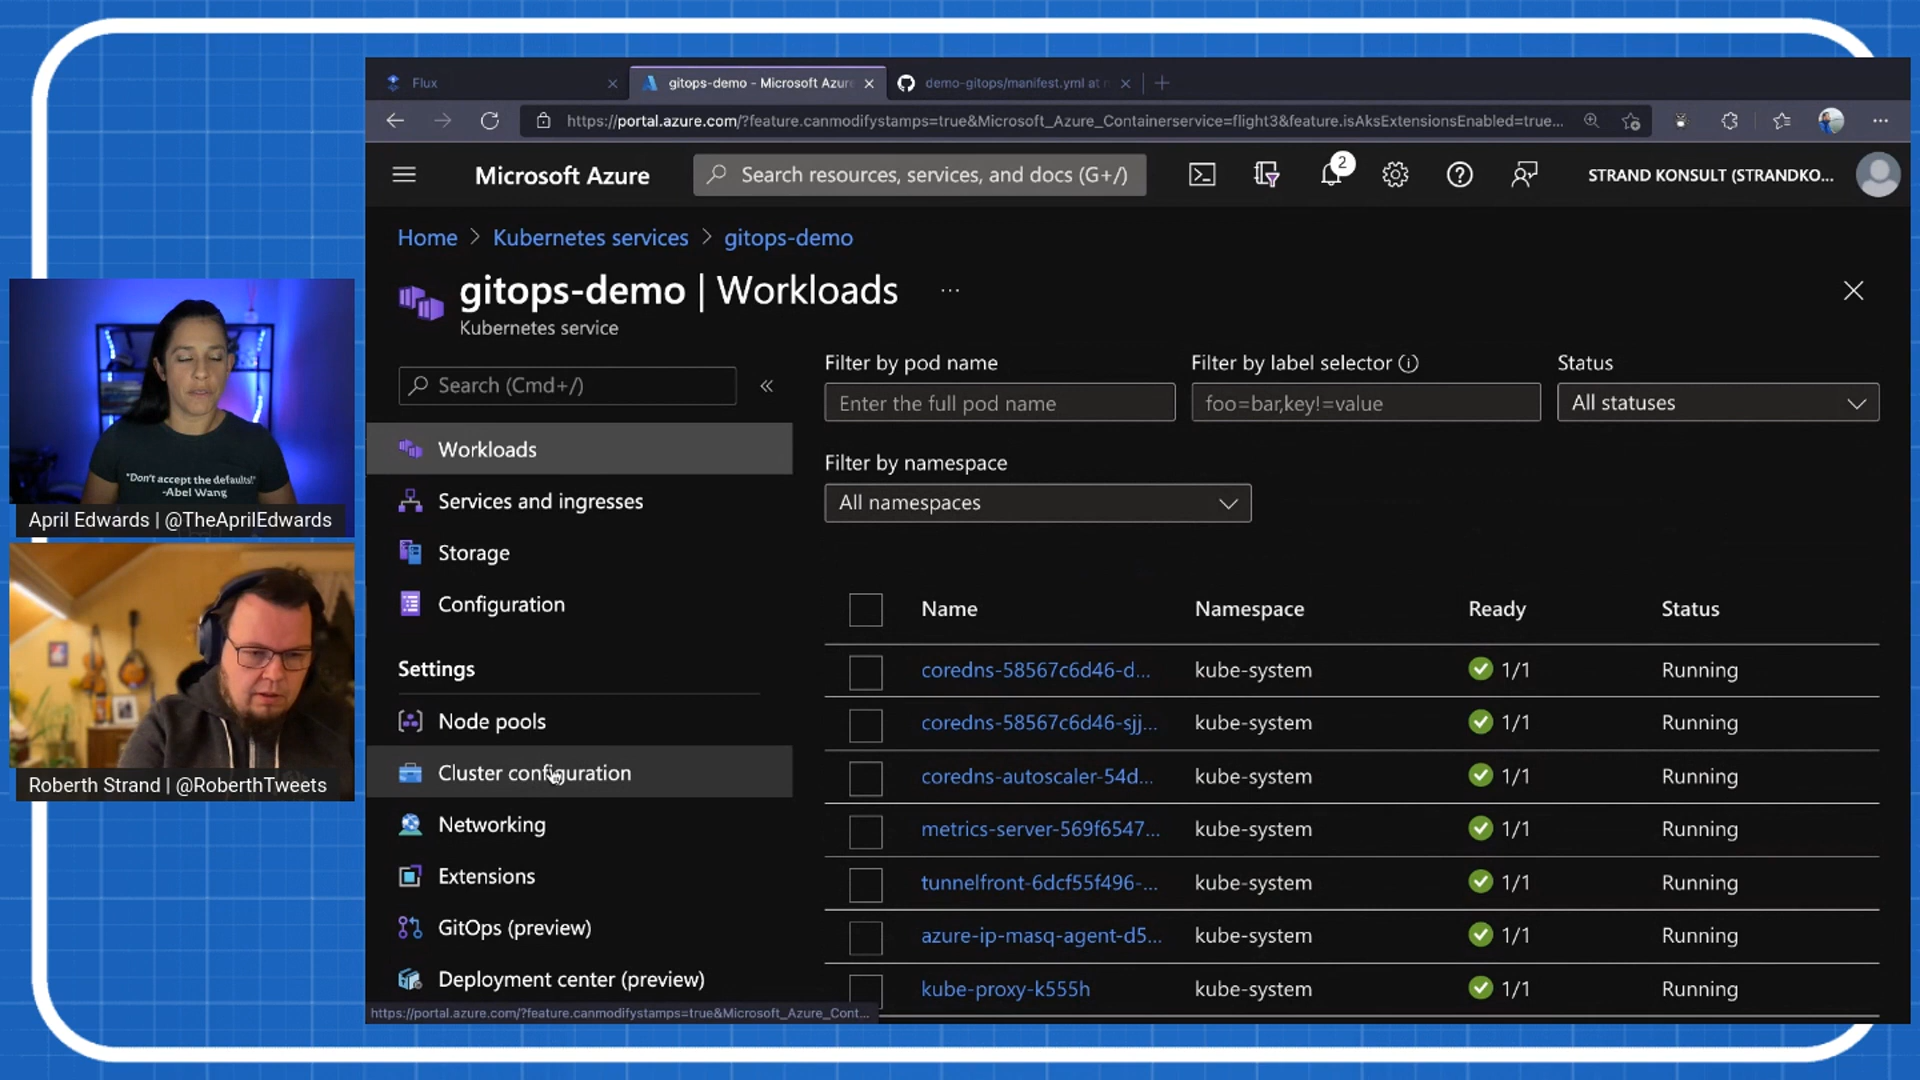 Flux
gitops-demo - Microsoft Azur
demo-gitops/manifest.yml at
https://portal.azure.com/?feature.canmodifystamps=true&Microsoft_Azure_Containerservice=flight3&feature.isAksExtensionsEnabled=true...
Microsoft Azure
Search resources, services, and docs (G+/)
2
STRAND KONSULT (STRANDKO...
Home > Kubernetes services > gitops-demo
gitops-demo | Workloads ...
Kubernetes service
Search (Cmd+/)
«
Workloads
Services and ingresses
Storage
Configuration
Settings
Node pools
Cluster configuration
Networking
Extensions
GitOps (preview)
Deployment center (preview)
https://portal.azure.com/?feature.canmodifystamps=true&Microsoft_Azure_Cont...
Filter by pod name
Enter the full pod name
Filter by label selector
foo=bar,key!=value
Status
All statuses
Filter by namespace
All namespaces
Name Namespace Ready Status
coredns-58567c6d46-d... kube-system 1/1 Running
coredns-58567c6d46-sjj... kube-system 1/1 Running
coredns-autoscaler-54d... kube-system 1/1 Running
metrics-server-569f6547... kube-system 1/1 Running
tunnelfront-6dcf55f496-... kube-system 1/1 Running
azure-ip-masq-agent-d5... kube-system 1/1 Running
kube-proxy-k555h kube-system 1/1 Running
"Don't accept the defaults!"
-Abel Wang
April Edwards | @TheAprilEdwards
Roberth Strand | @RoberthTweets